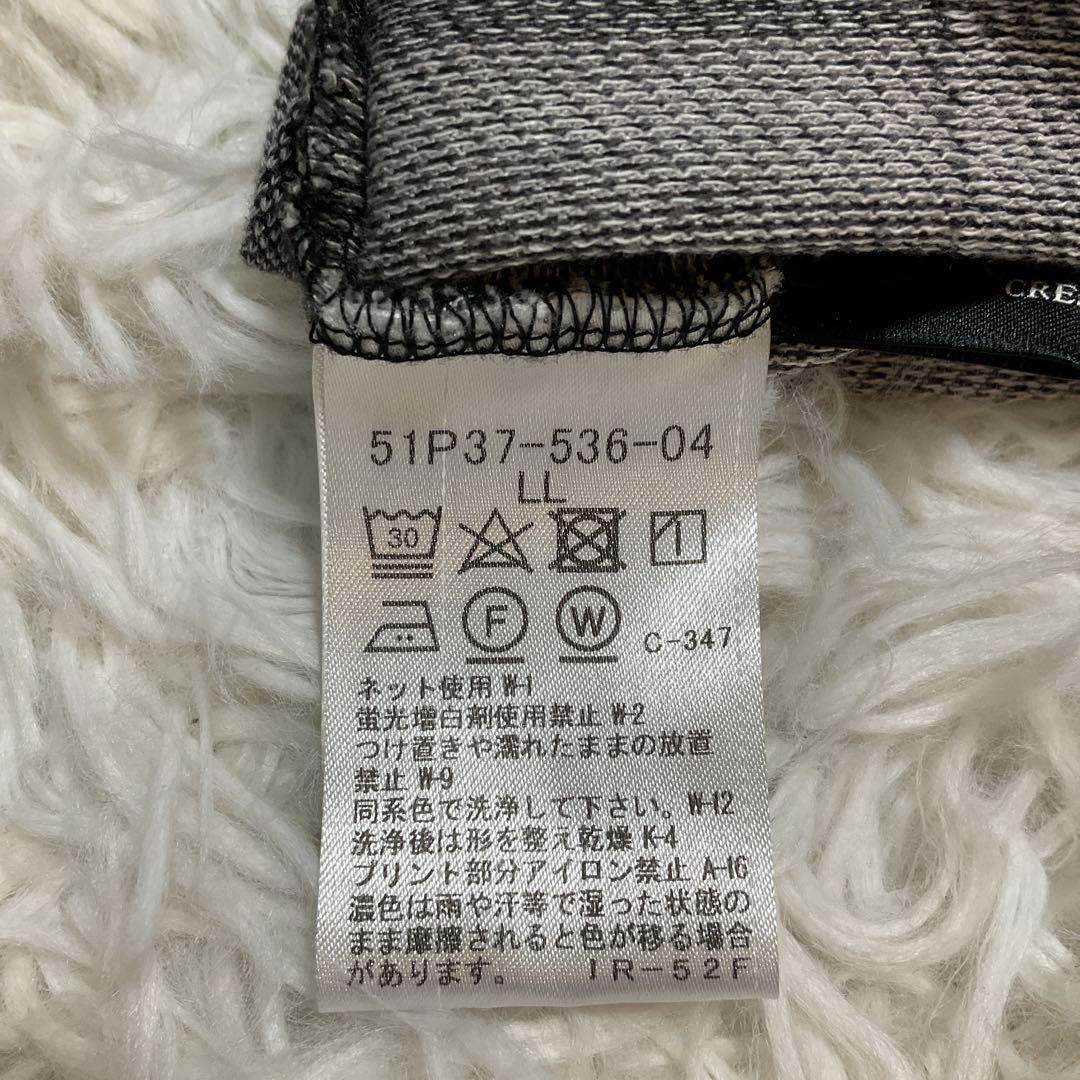 CRE
51P37-536-04
LL
30
F W C-347
ネット使用 W-1
蛍光増白剤使用禁止 W-2
つけ置きや濡れたままの放置
禁止 W-9
同系色で洗浄して下さい。W-12
洗浄後は形を整え乾燥 K-4
プリント部分アイロン禁止 A-16
濃色は雨や汗等で湿った状態の
まま摩擦されると色が移る場合
があります。 IR-52F